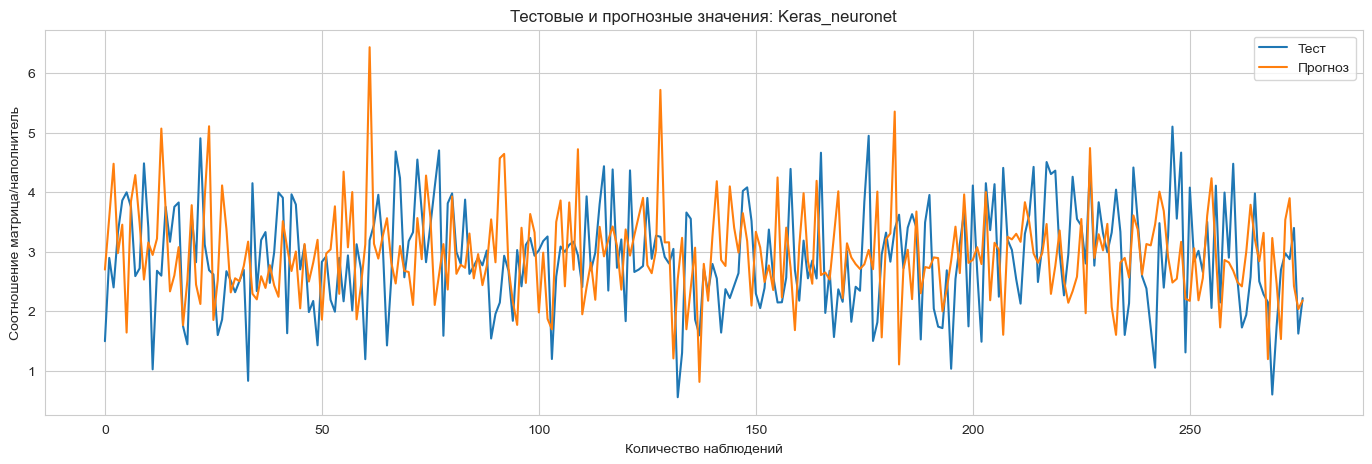 Тестовые и прогнозные значения: Keras_neuronet
Тест
Прогноз
Соотношение матрица/наполнитель
6
5
4
3
2
1
0
50
100
150
200
250
Количество наблюдений